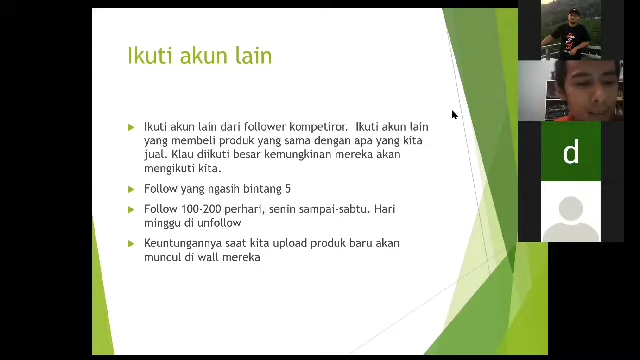 Ikuti akun lain
Ikuti akun lain dari follower kompetiror. Ikuti akun lain
yang membeli produk yang sama dengan apa yang kita
jual. Klau diikuti besar kemungkinan mereka akan
mengikuti kita.
Follow yang ngasih bintang 5
Follow 100-200 perhari, senin sampai-sabtu. Hari
minggu di unfollow
Keuntungannya saat kita upload produk baru akan
muncul di wall mereka
d